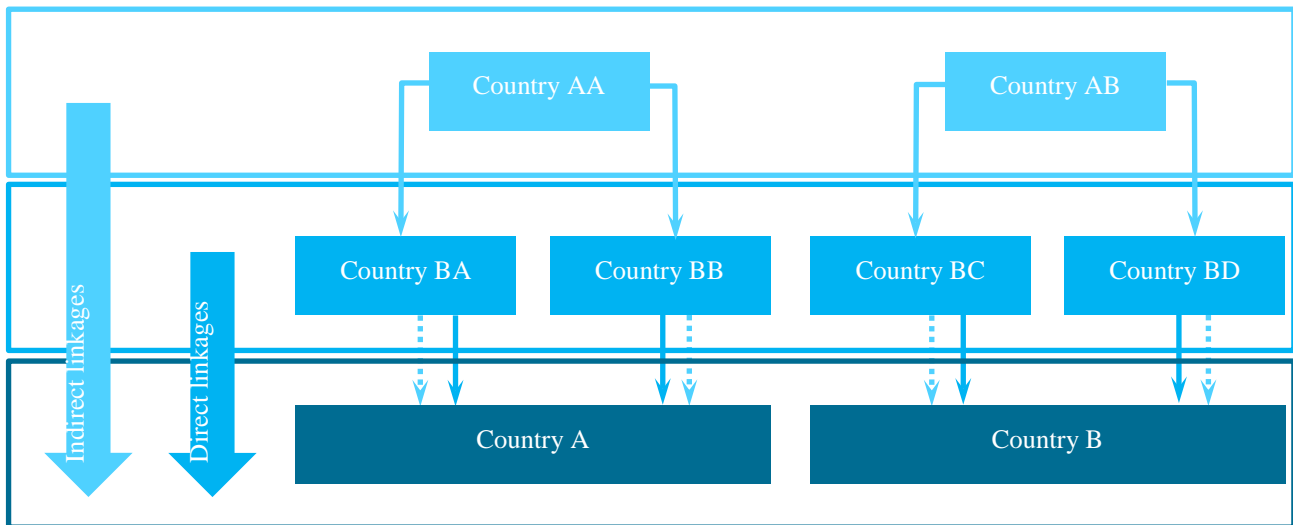 Country AA
Country AB
Country BA
Country BB
Country BC
Country BD
Indirect linkages
Direct linkages
Country A
Country B